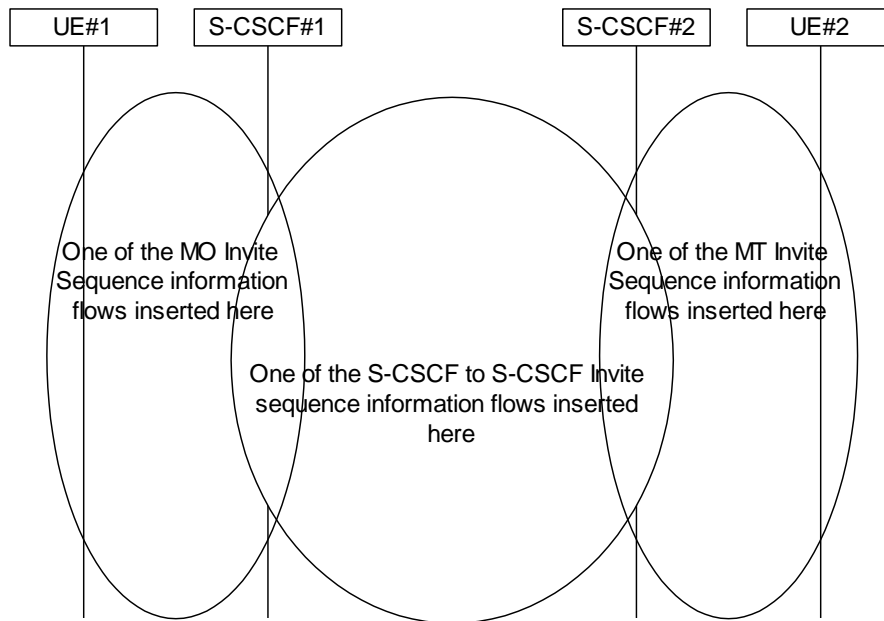 UE#1
S-CSCF#1
S-CSCF#2
UE#2
One of the MO Invite
Sequence information
flows inserted here
One of the MT Invite
Sequence information
flows inserted here
One of the S-CSCF to S-CSCF Invite
sequence information flows inserted
here